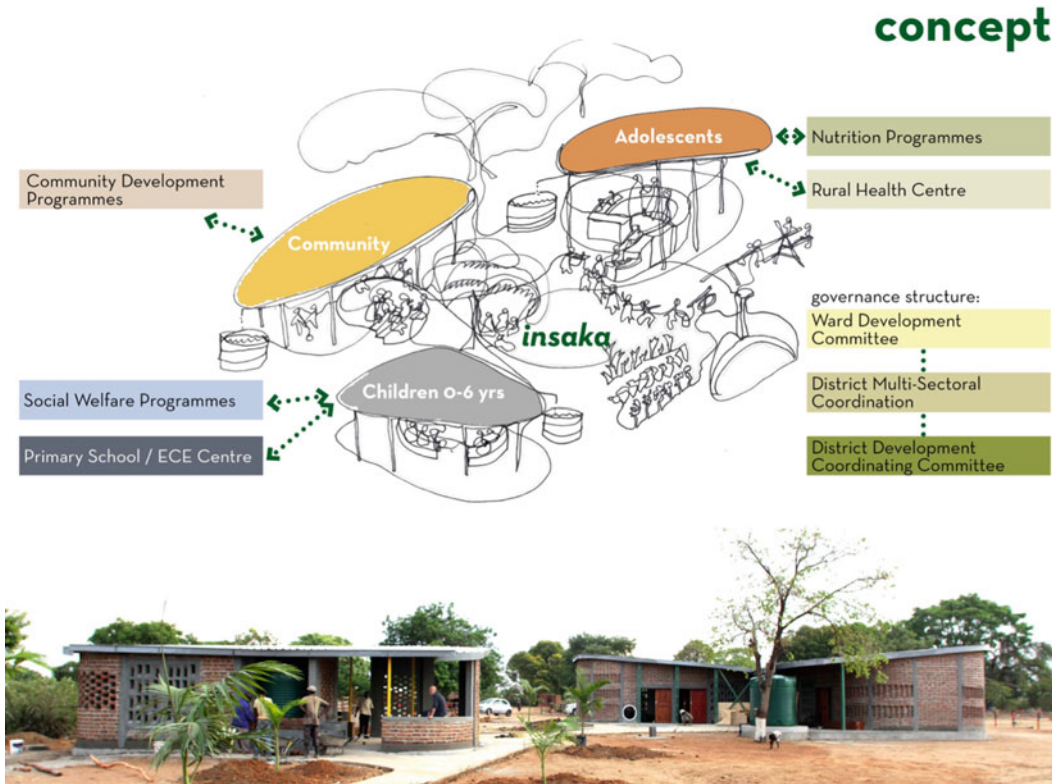 concept
Adolescents
Nutrition Programmes
Rural Health Centre
Community Development
Programmes
Community
insaka
governance structure:
Ward Development
Committee
District Multi-Sectoral
Coordination
District Development
Coordinating Committee
Children 0-6 yrs
Social Welfare Programmes
Primary School / ECE Centre